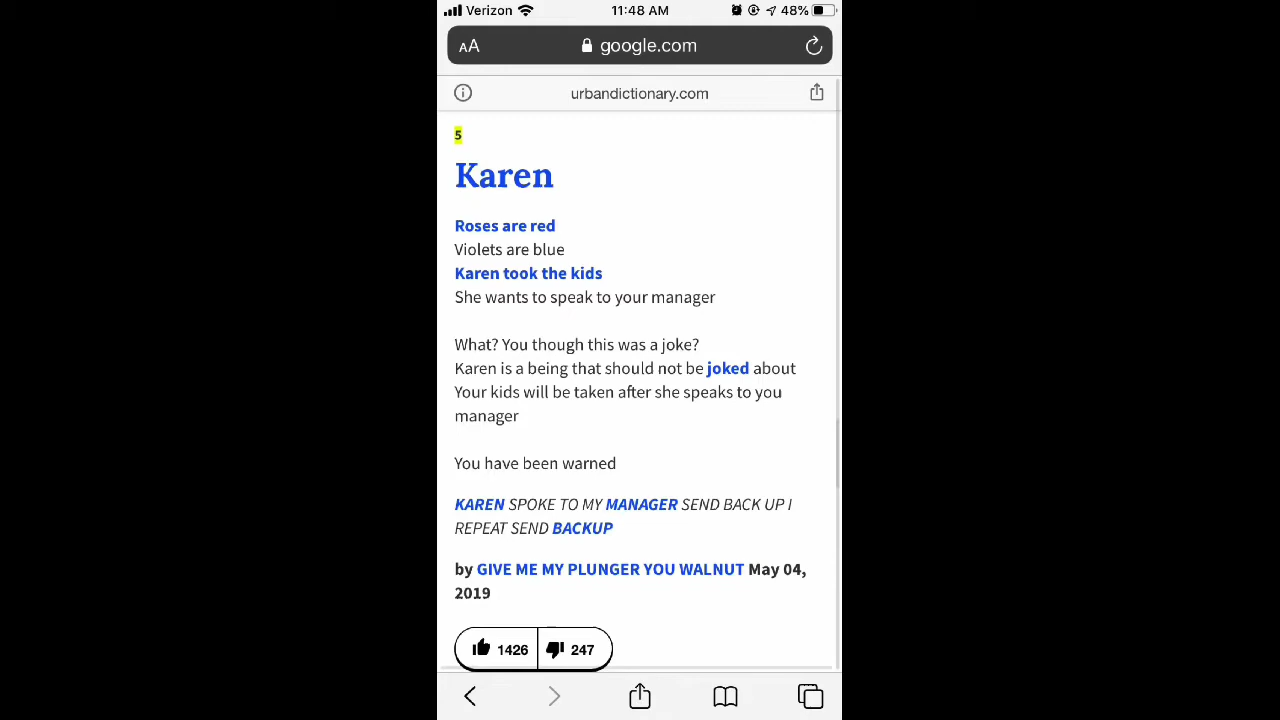 Verizon 11:48 AM 48%
AA google.com
urbandictionary.com
5
Karen
Roses are red
Violets are blue
Karen took the kids
She wants to speak to your manager
What? You though this was a joke?
Karen is a being that should not be joked about
Your kids will be taken after she speaks to you
manager
You have been warned
KAREN SPOKE TO MY MANAGER SEND BACK UP I
REPEAT SEND BACKUP
by GIVE ME MY PLUNGER YOU WALNUT May 04,
2019
1426 247